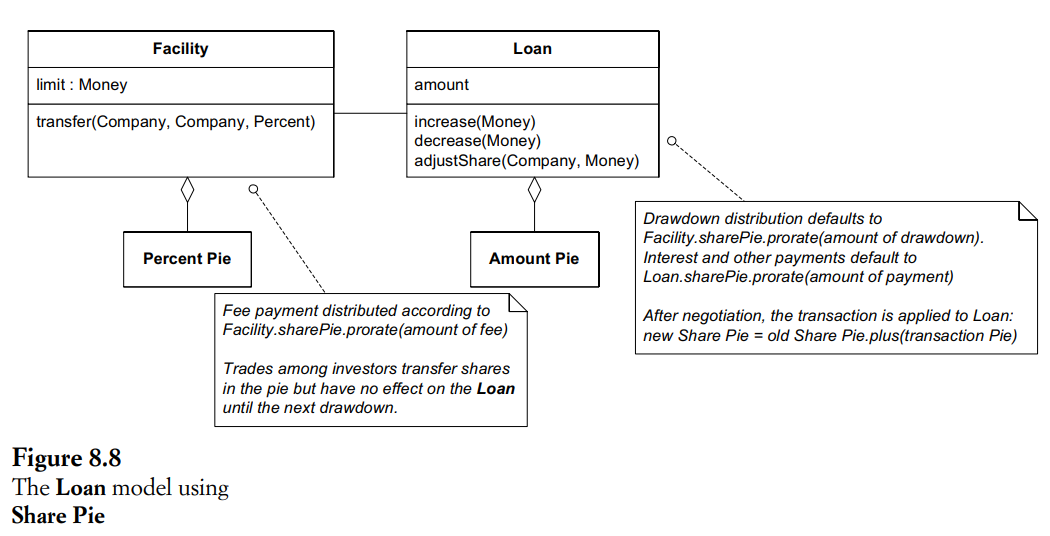 Facility
limit : Money
transfer(Company, Company, Percent)
Loan
amount
increase(Money)
decrease(Money)
adjustShare(Company, Money)
Percent Pie
Amount Pie
Fee payment distributed according to
Facility.sharePie.prorate(amount of fee)
Trades among investors transfer shares
in the pie but have no effect on the Loan
until the next drawdown.
Drawdown distribution defaults to
Facility.sharePie.prorate(amount of drawdown).
Interest and other payments default to
Loan.sharePie.prorate(amount of payment)
After negotiation, the transaction is applied to Loan:
new Share Pie = old Share Pie.plus(transaction Pie)
Figure 8.8
The Loan model using
Share Pie